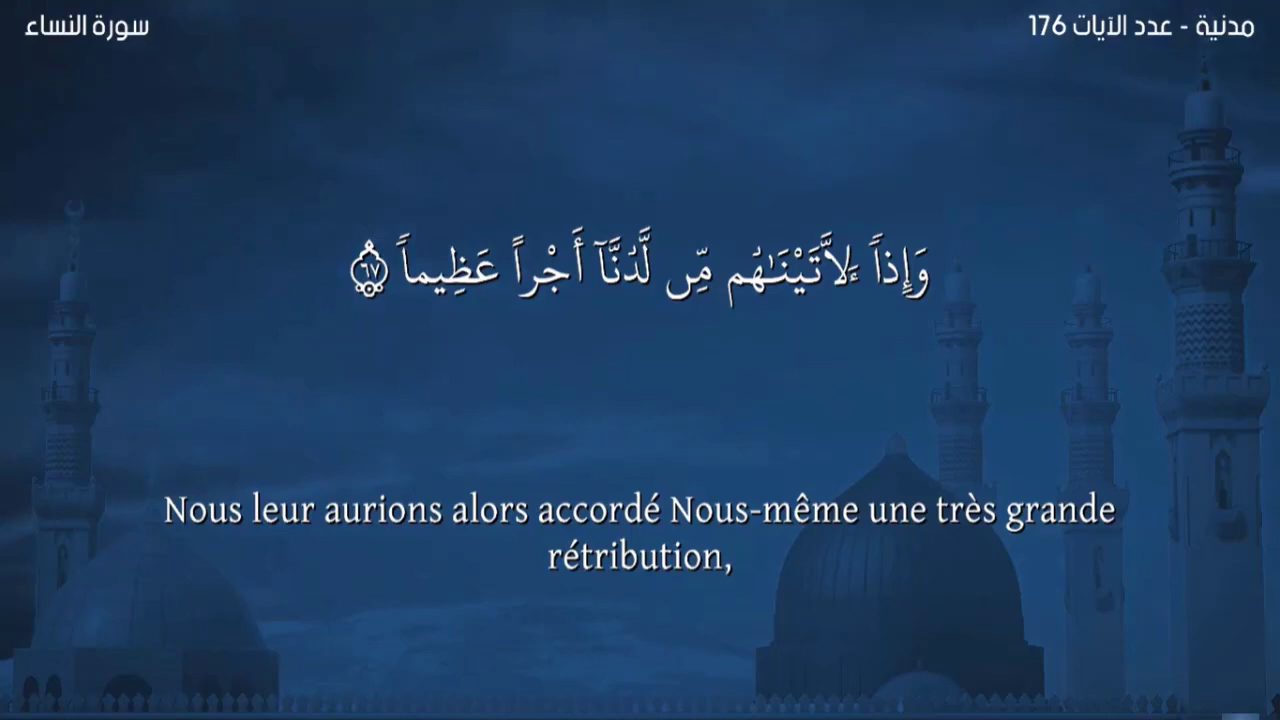 سورة النساء
مدنية - عدد الآيات 176
وَإِذاً ءَلَاتَيْنَٰهُم مِّن لَّدُنَّآ أَجْراً عَظِيماً ٦٧
Nous leur aurions alors accordé Nous-même une très grande
rétribution,